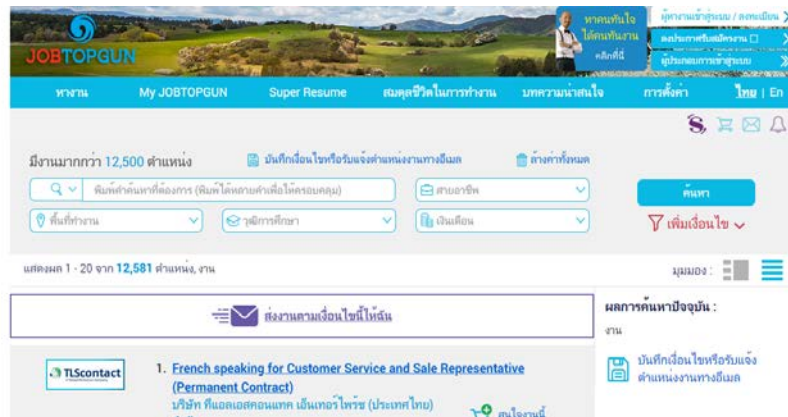 JOBTOPGUN
หาคนทันใจ
ได้คนทันงาน
คลิกที่นี่
ผู้หางานเข้าสู่ระบบ / ลงทะเบียน
ลงประกาศรับสมัครงาน
ผู้ประกอบการเข้าสู่ระบบ
หางาน My JOBTOPGUN Super Resume สมดุลชีวิตในการทำงาน บทความน่าสนใจ การตั้งค่า ไทย | En
มีงานมากกว่า 12,500 ตำแหน่ง บันทึกเงื่อนไขหรือรับแจ้งตำแหน่งงานทางอีเมล ล้างค่าทั้งหมด
พิมพ์คำค้นหาที่ต้องการ (พิมพ์ได้หลายคำเพื่อให้ครอบคลุม) สายอาชีพ ค้นหา
พื้นที่ทำงาน วุฒิการศึกษา เงินเดือน เพิ่มเงื่อนไข
แสดงผล 1 - 20 จาก 12,581 ตำแหน่ง, งาน มุมมอง :
ส่งงานตามเงื่อนไขนี้ให้ฉัน
ผลการค้นหาปัจจุบัน :
งาน
บันทึกเงื่อนไขหรือรับแจ้ง
ตำแหน่งงานทางอีเมล
TLScontact
1. French speaking for Customer Service and Sale Representative
(Permanent Contract)
บริษัท ทีแอลเอสคอนแทค เอ็นเทอร์ไพร์ซ (ประเทศไทย)
สนใจงานนี้